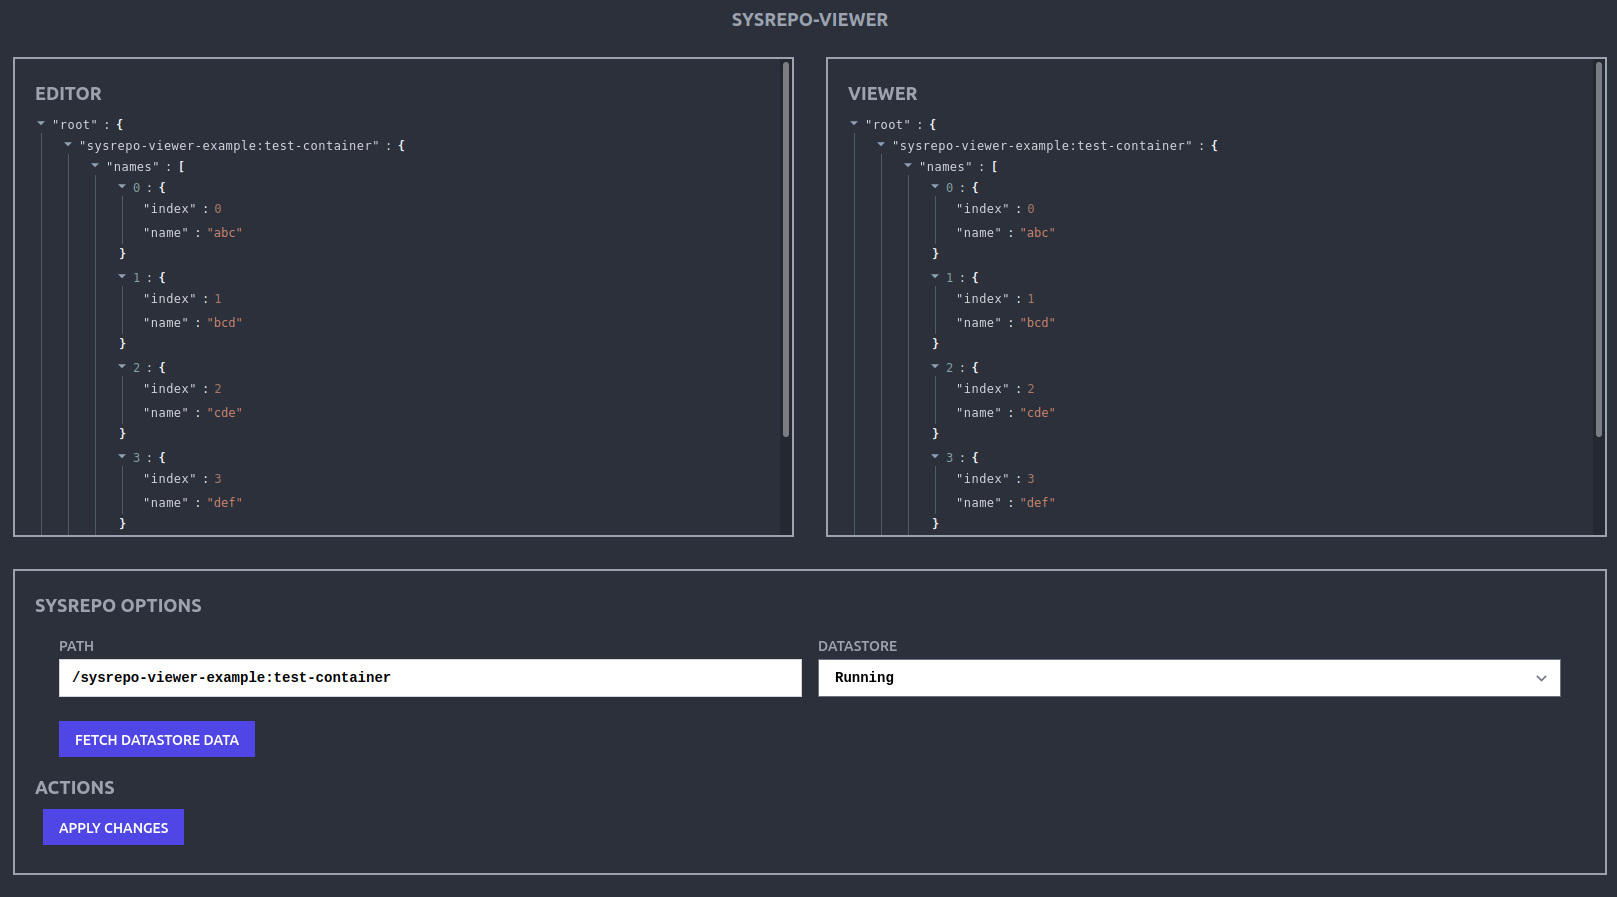 SYSREPO-VIEWER
EDITOR
"root" : {
"sysrepo-viewer-example:test-container" : {
"names" : [
0 : {
"index" : 0
"name" : "abc"
}
1 : {
"index" : 1
"name" : "bcd"
}
2 : {
"index" : 2
"name" : "cde"
}
3 : {
"index" : 3
"name" : "def"
}
VIEWER
"root" : {
"sysrepo-viewer-example:test-container" : {
"names" : [
0 : {
"index" : 0
"name" : "abc"
}
1 : {
"index" : 1
"name" : "bcd"
}
2 : {
"index" : 2
"name" : "cde"
}
3 : {
"index" : 3
"name" : "def"
}
SYSREPO OPTIONS
PATH
/sysrepo-viewer-example:test-container
DATASTORE
Running
FETCH DATASTORE DATA
ACTIONS
APPLY CHANGES